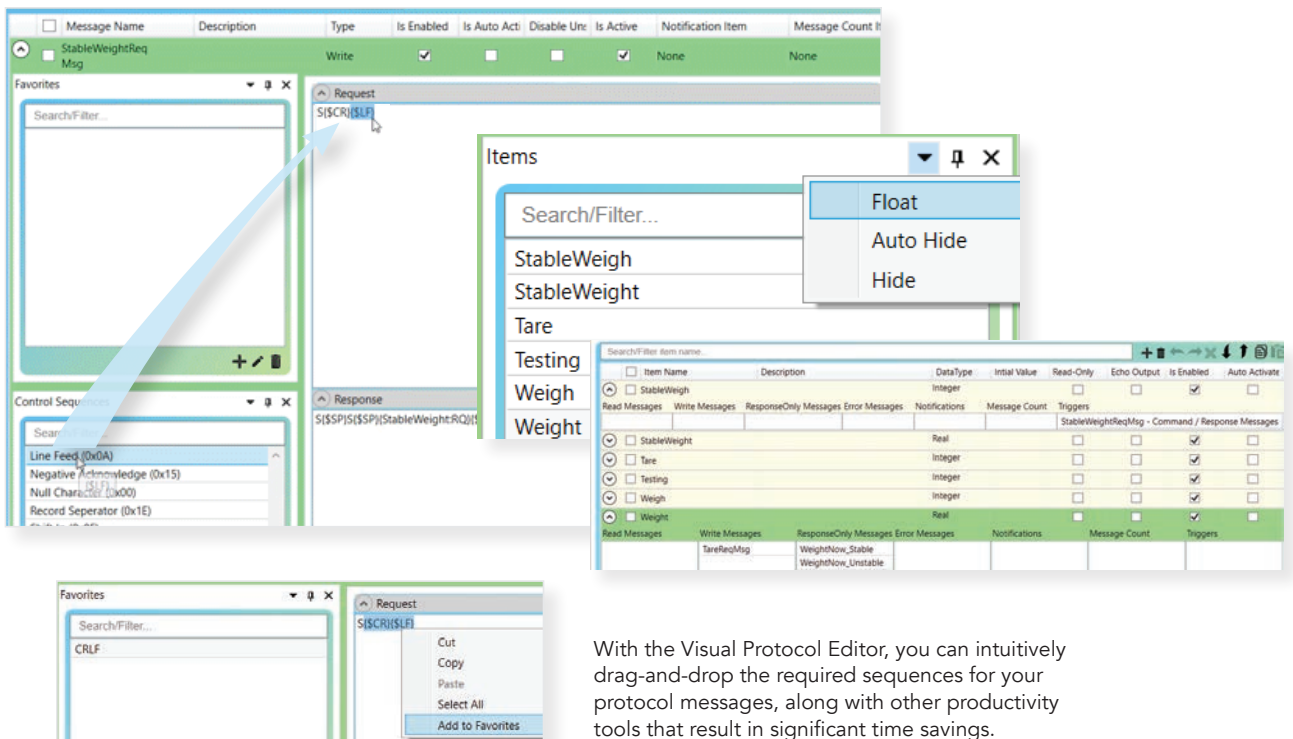 Message Name Description Type Is Enabled Is Auto Acti Disable Unc Is Active Notification Item Message Count It
StableWeightReq
Msg
Write None None
Favorites
Search/Filter...
Request
S{$CR}{$LF}
Control Sequences
Line Feed (0x0A)
{$LF}
Negative Acknowledge (0x15)
Null Character (0x00)
Record Seperator (0x1E)
Response
S{$SP}S{$SP}{StableWeight:RQ}{$
Items
Search/Filter...
StableWeigh
StableWeight
Tare
Testing
Weigh
Weight
Float
Auto Hide
Hide
Search/Filter item name...
Item Name Description DataType Intial Value Read-Only Echo Output Is Enabled Auto Activate
StableWeigh Integer
Read Messages Write Messages ResponseOnly Messages Error Messages Notifications Message Count Triggers
StableWeightReqMsg - Command / Response Messages
StableWeight Real
Tare Integer
Testing Integer
Weigh Integer
Weight Real
Read Messages Write Messages ResponseOnly Messages Error Messages Notifications Message Count Triggers
TareReqMsg WeightNow_Stable
WeightNow_Unstable
Favorites
Search/Filter...
CRLF
Request
S{$CR}{$LF}
Cut
Copy
Paste
Select All
Add to Favorites
With the Visual Protocol Editor, you can intuitively
drag-and-drop the required sequences for your
protocol messages, along with other productivity
tools that result in significant time savings.